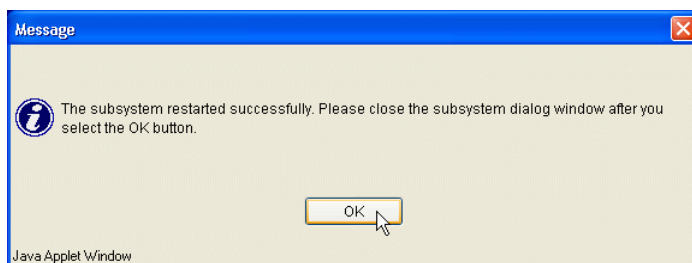 Message
The subsystem restarted successfully. Please close the subsystem dialog window after you
select the OK button.
OK
Java Applet Window